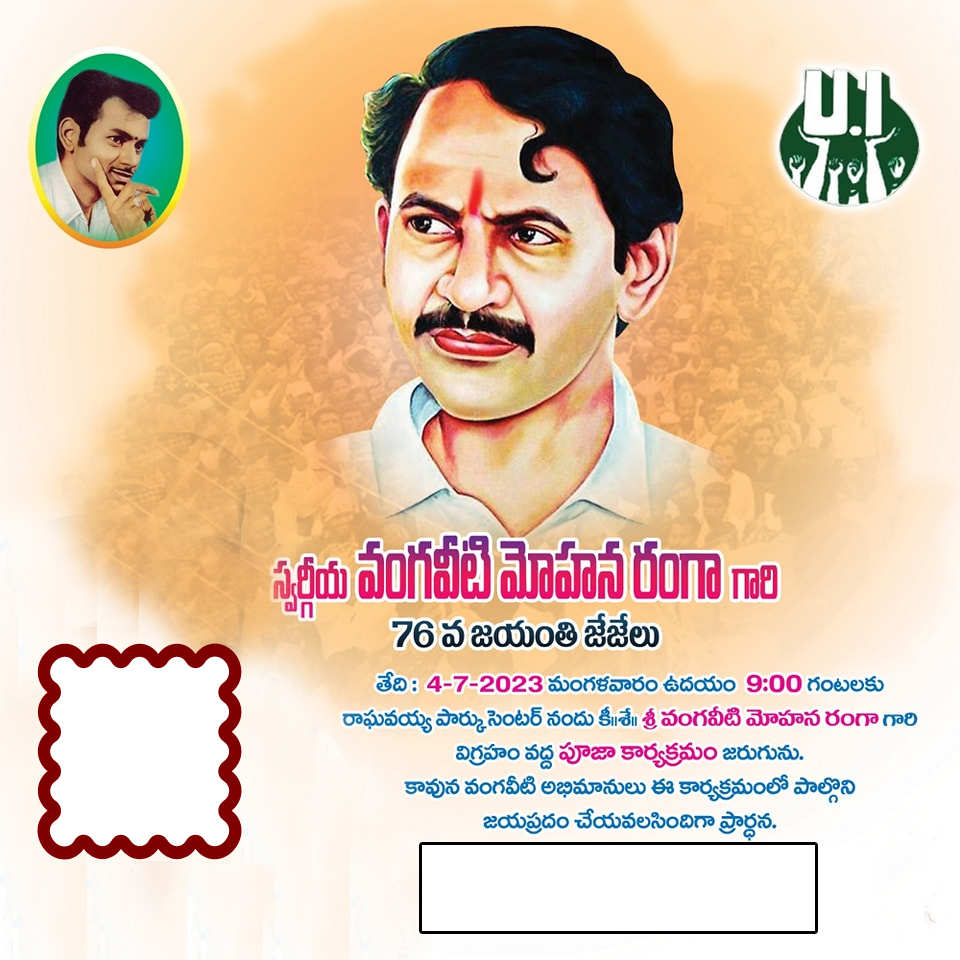 U.I
స్వర్గీయ వంగవీటి మోహన రంగా గారి
76 వ జయంతి జేజేలు
తేది : 4-7-2023 మంగళవారం ఉదయం 9:00 గంటలకు
రాఘవయ్య పార్కు సెంటర్ నందు కీ॥శే॥ శ్రీ వంగవీటి మోహన రంగా గారి
విగ్రహం వద్ద పూజా కార్యక్రమం జరుగును.
కావున వంగవీటి అభిమానులు ఈ కార్యక్రమంలో పాల్గొని
జయప్రదం చేయవలసిందిగా ప్రార్ధన.